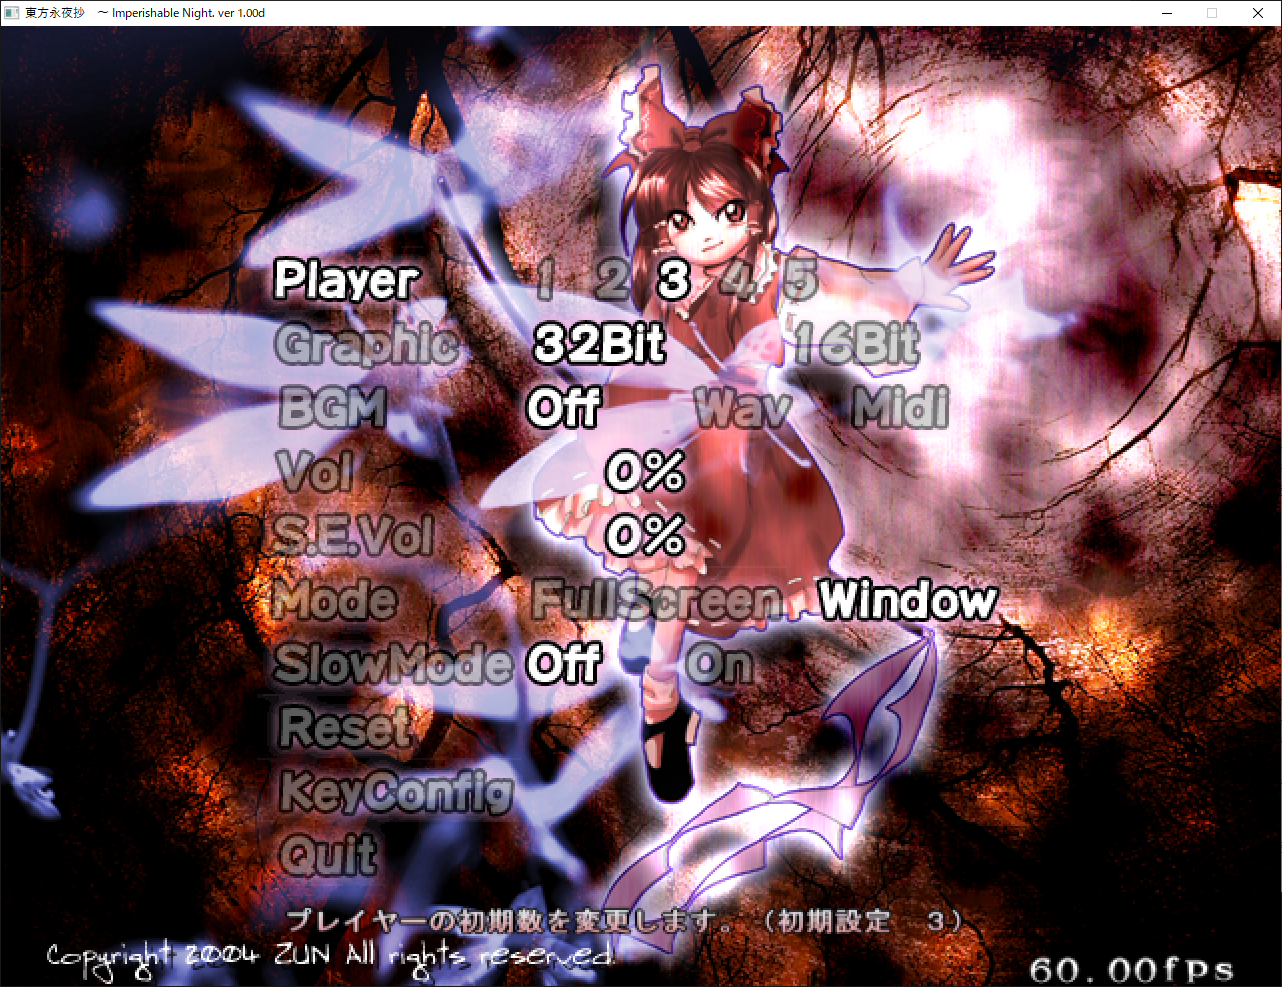 東方永夜抄　～ Imperishable Night. ver 1.00d
Player 1 2 3 4 5
Graphic 32Bit 16Bit
BGM Off Wav Midi
Vol 0%
S.E.Vol 0%
Mode FullScreen Window
SlowMode Off On
Reset
KeyConfig
Quit
プレイヤーの初期数を変更します。（初期設定　３）
Copyright 2004 ZUN All rights reserved.
60.00fps